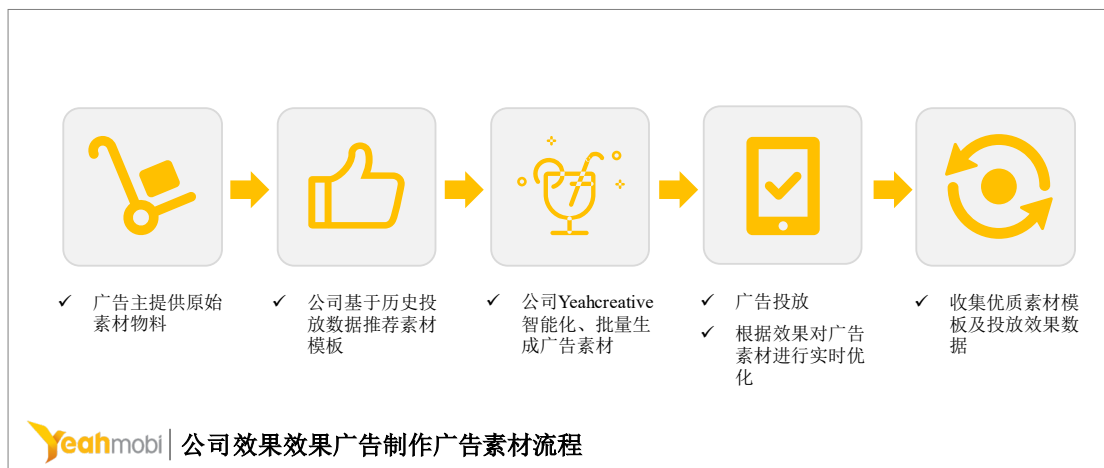 ✓ 广告主提供原始
素材物料
✓ 公司基于历史投
放数据推荐素材
模板
✓ 公司Yeahcreative
智能化、批量生
成广告素材
✓ 广告投放
✓ 根据效果对广告
素材进行实时优
化
✓ 收集优质素材模
板及投放效果数
据
Yeahmobi 公司效果效果广告制作广告素材流程